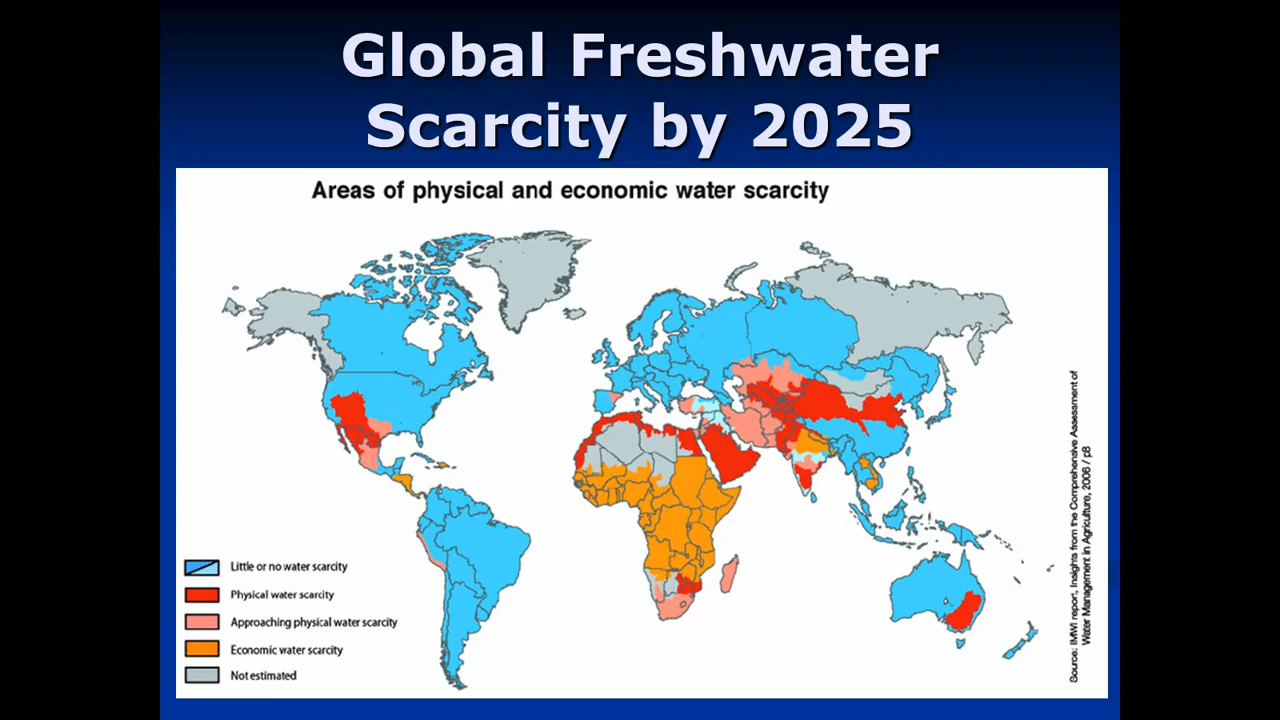 Global Freshwater
Scarcity by 2025
Areas of physical and economic water scarcity
Little or no water scarcity
Physical water scarcity
Approaching physical water scarcity
Economic water scarcity
Not estimated
Source: IMWI report, Insights from the Comprehensive Assessment of
Water Management in Agriculture, 2006 / p8